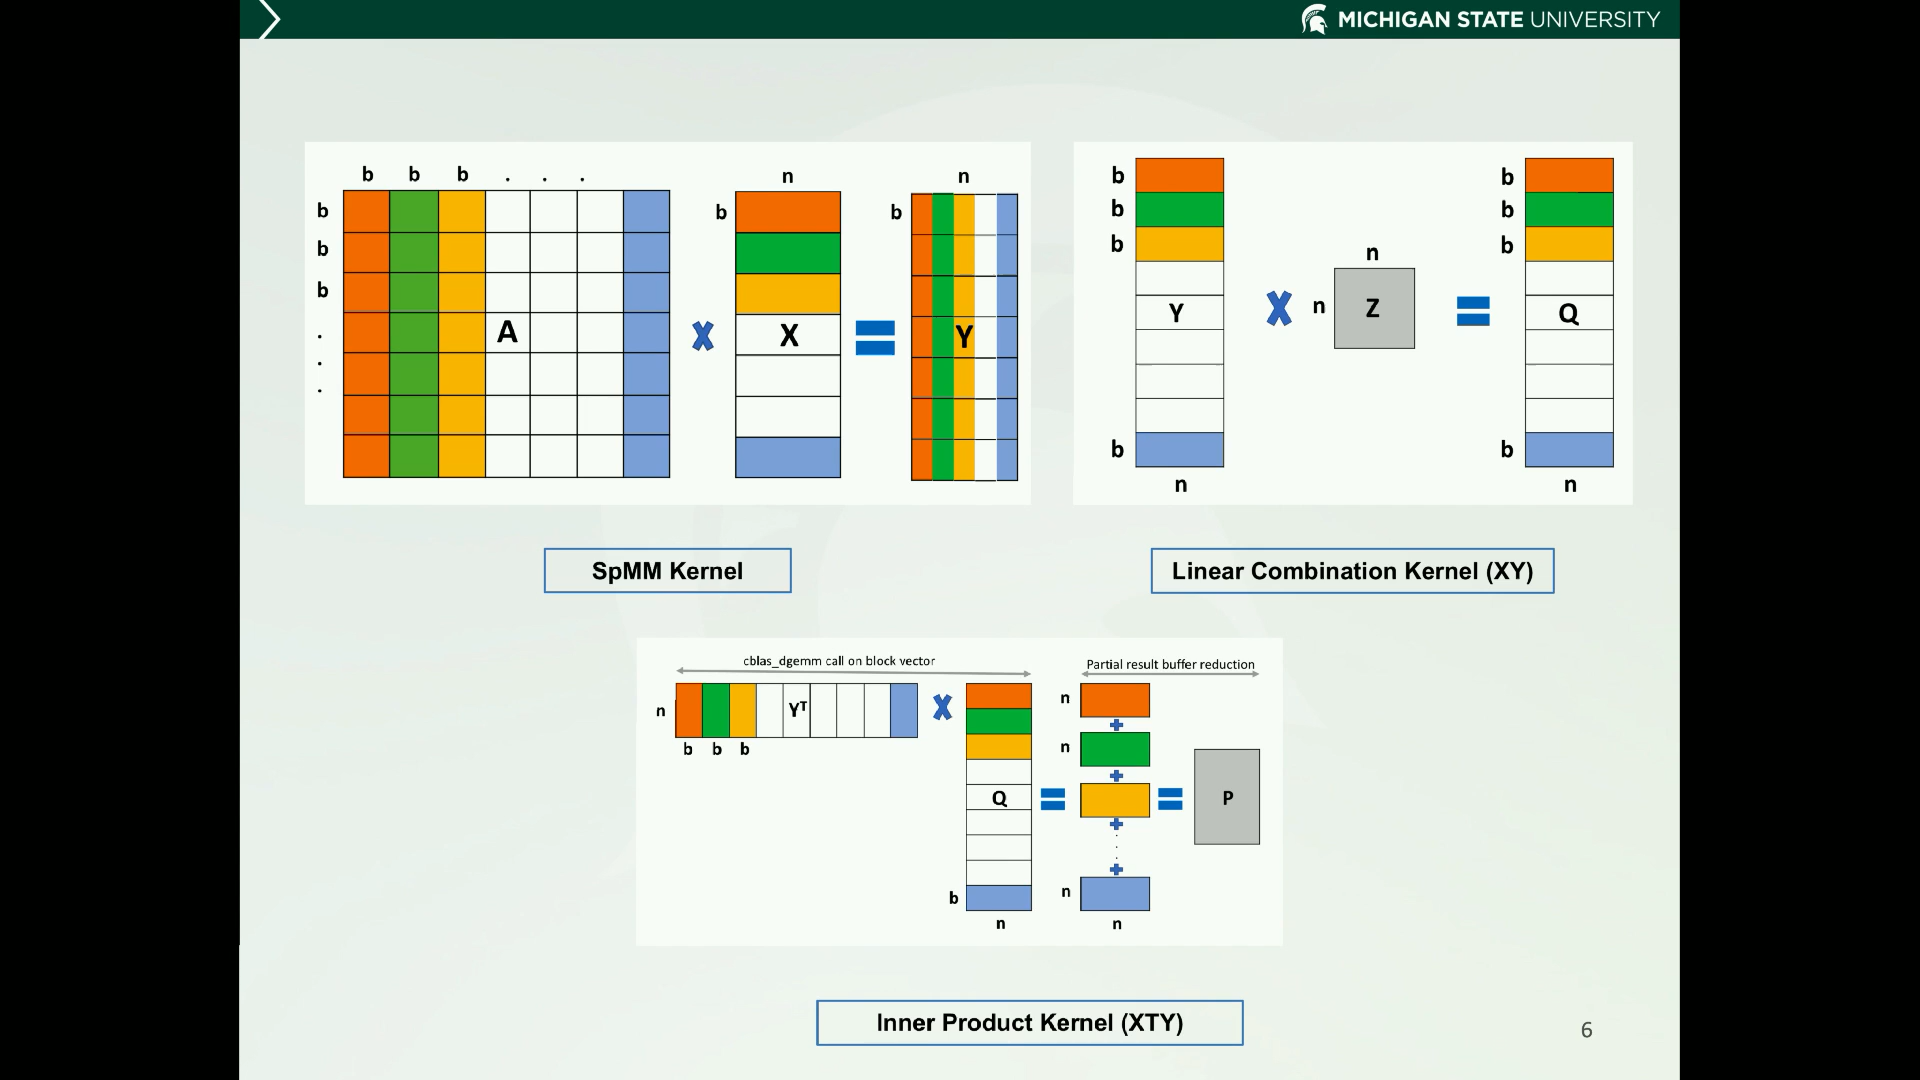 MICHIGAN STATE UNIVERSITY
b b b . . .
b
b
b
.
.
.
A
n
b
X
n
b
Y
SpMM Kernel
b
b
b
Y
b
n
n
n
Z
b
b
b
Q
b
n
Linear Combination Kernel (XY)
cblas_dgemm call on block vector
n
Yᵀ
b b b
Q
b
n
Partial result buffer reduction
n
n
.
.
.
n
n
P
Inner Product Kernel (XTY)
6